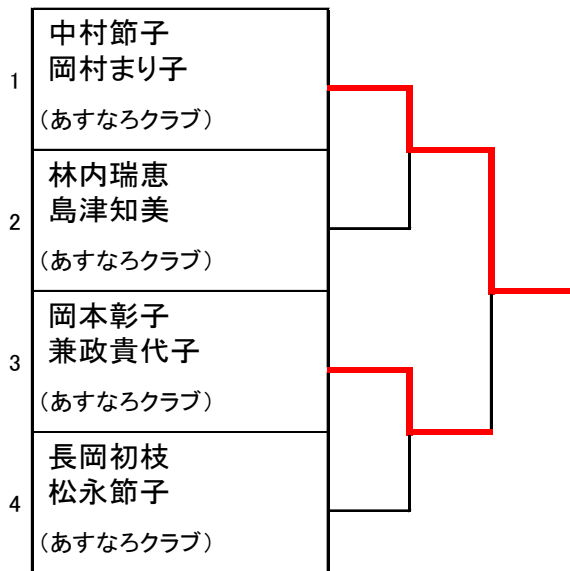 中村節子
岡村まり子
1
(あすなろクラブ)
林内瑞恵
島津知美
2
(あすなろクラブ)
岡本彰子
兼政貴代子
3
(あすなろクラブ)
長岡初枝
松永節子
4
(あすなろクラブ)